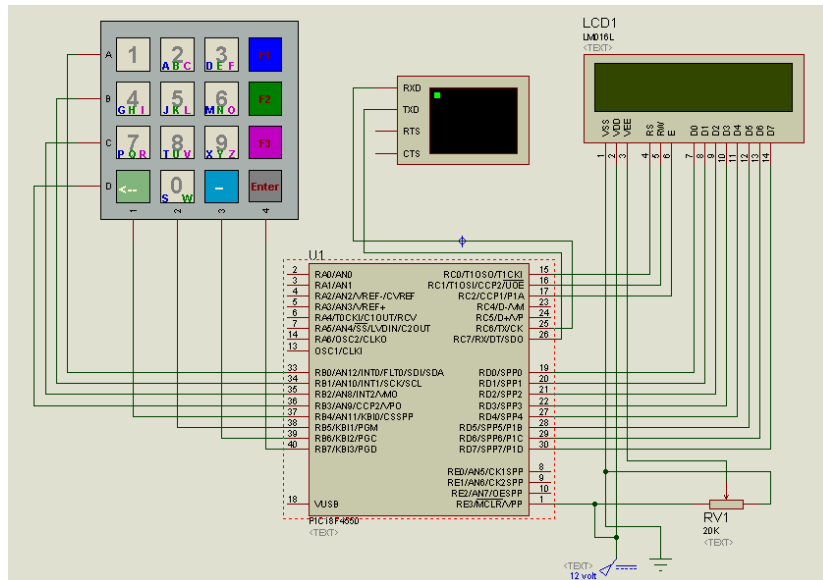 LCD1
LM016L
<TEXT>
A 1 2 3 F1
A B C D E F
B 4 5 6 F2
G H I J K L M N O
C 7 8 9 F3
P Q R T U V X Y Z
D <-- 0 - Enter
S W
1 2 3 4
RXD
TXD
RTS
CTS
VSS VDD VEE RS RW E D0 D1 D2 D3 D4 D5 D6 D7
1 2 3 4 5 6 7 8 9 10 11 12 13 14
U1
2 RA0/AN0
3 RA1/AN1
4 RA2/AN2/VREF-/CVREF
5 RA3/AN3/VREF+
6 RA4/T0CKI/C1OUT/RCV
7 RA5/AN4/SS/LVDIN/C2OUT
14 RA6/OSC2/CLKO
13 OSC1/CLKI
33 RB0/AN12/INT0/FLT0/SDI/SDA
34 RB1/AN10/INT1/SCK/SCL
35 RB2/AN8/INT2/VMO
36 RB3/AN9/CCP2/VPO
37 RB4/AN11/KBI0/CSSPP
38 RB5/KBI1/PGM
39 RB6/KBI2/PGC
40 RB7/KBI3/PGD
18 VUSB
RC0/T1OSO/T1CKI 15
RC1/T1OSI/CCP2/UOE 16
RC2/CCP1/P1A 17
RC4/D-/VM 23
RC5/D+/VP 24
RC6/TX/CK 25
RC7/RX/DT/SDO 26
RD0/SPP0 19
RD1/SPP1 20
RD2/SPP2 21
RD3/SPP3 22
RD4/SPP4 27
RD5/SPP5/P1B 28
RD6/SPP6/P1C 29
RD7/SPP7/P1D 30
RE0/AN5/CK1SPP 8
RE1/AN6/CK2SPP 9
RE2/AN7/OESPP 10
RE3/MCLR/VPP 1
PIC18F4550
<TEXT>
RV1
20K
<TEXT>
<TEXT>
12 volt